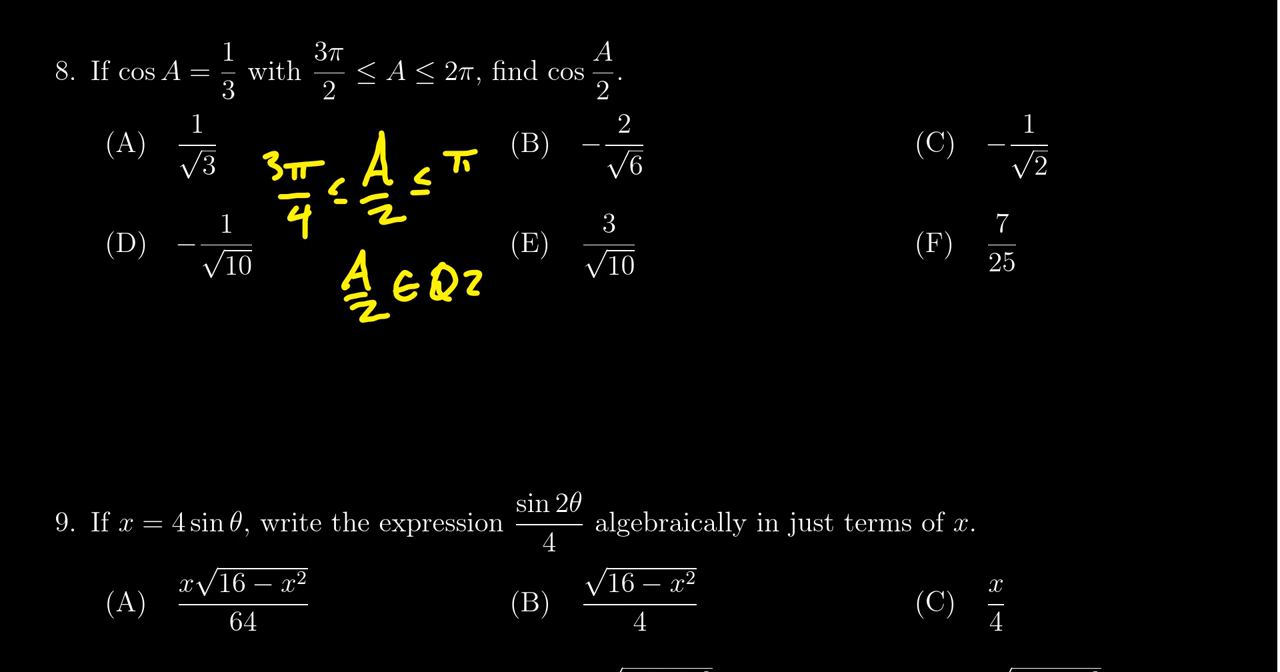 8. If cos A = 1/3 with 3π/2 ≤ A ≤ 2π, find cos A/2.
(A) 1/√3 (B) −2/√6 (C) −1/√2
3π/4 ≤ A/2 ≤ π
(D) −1/√10 (E) 3/√10 (F) 7/25
A/2 ∈ Q2
9. If x = 4 sin θ, write the expression sin 2θ/4 algebraically in just terms of x.
(A) x√(16 − x²)/64 (B) √(16 − x²)/4 (C) x/4